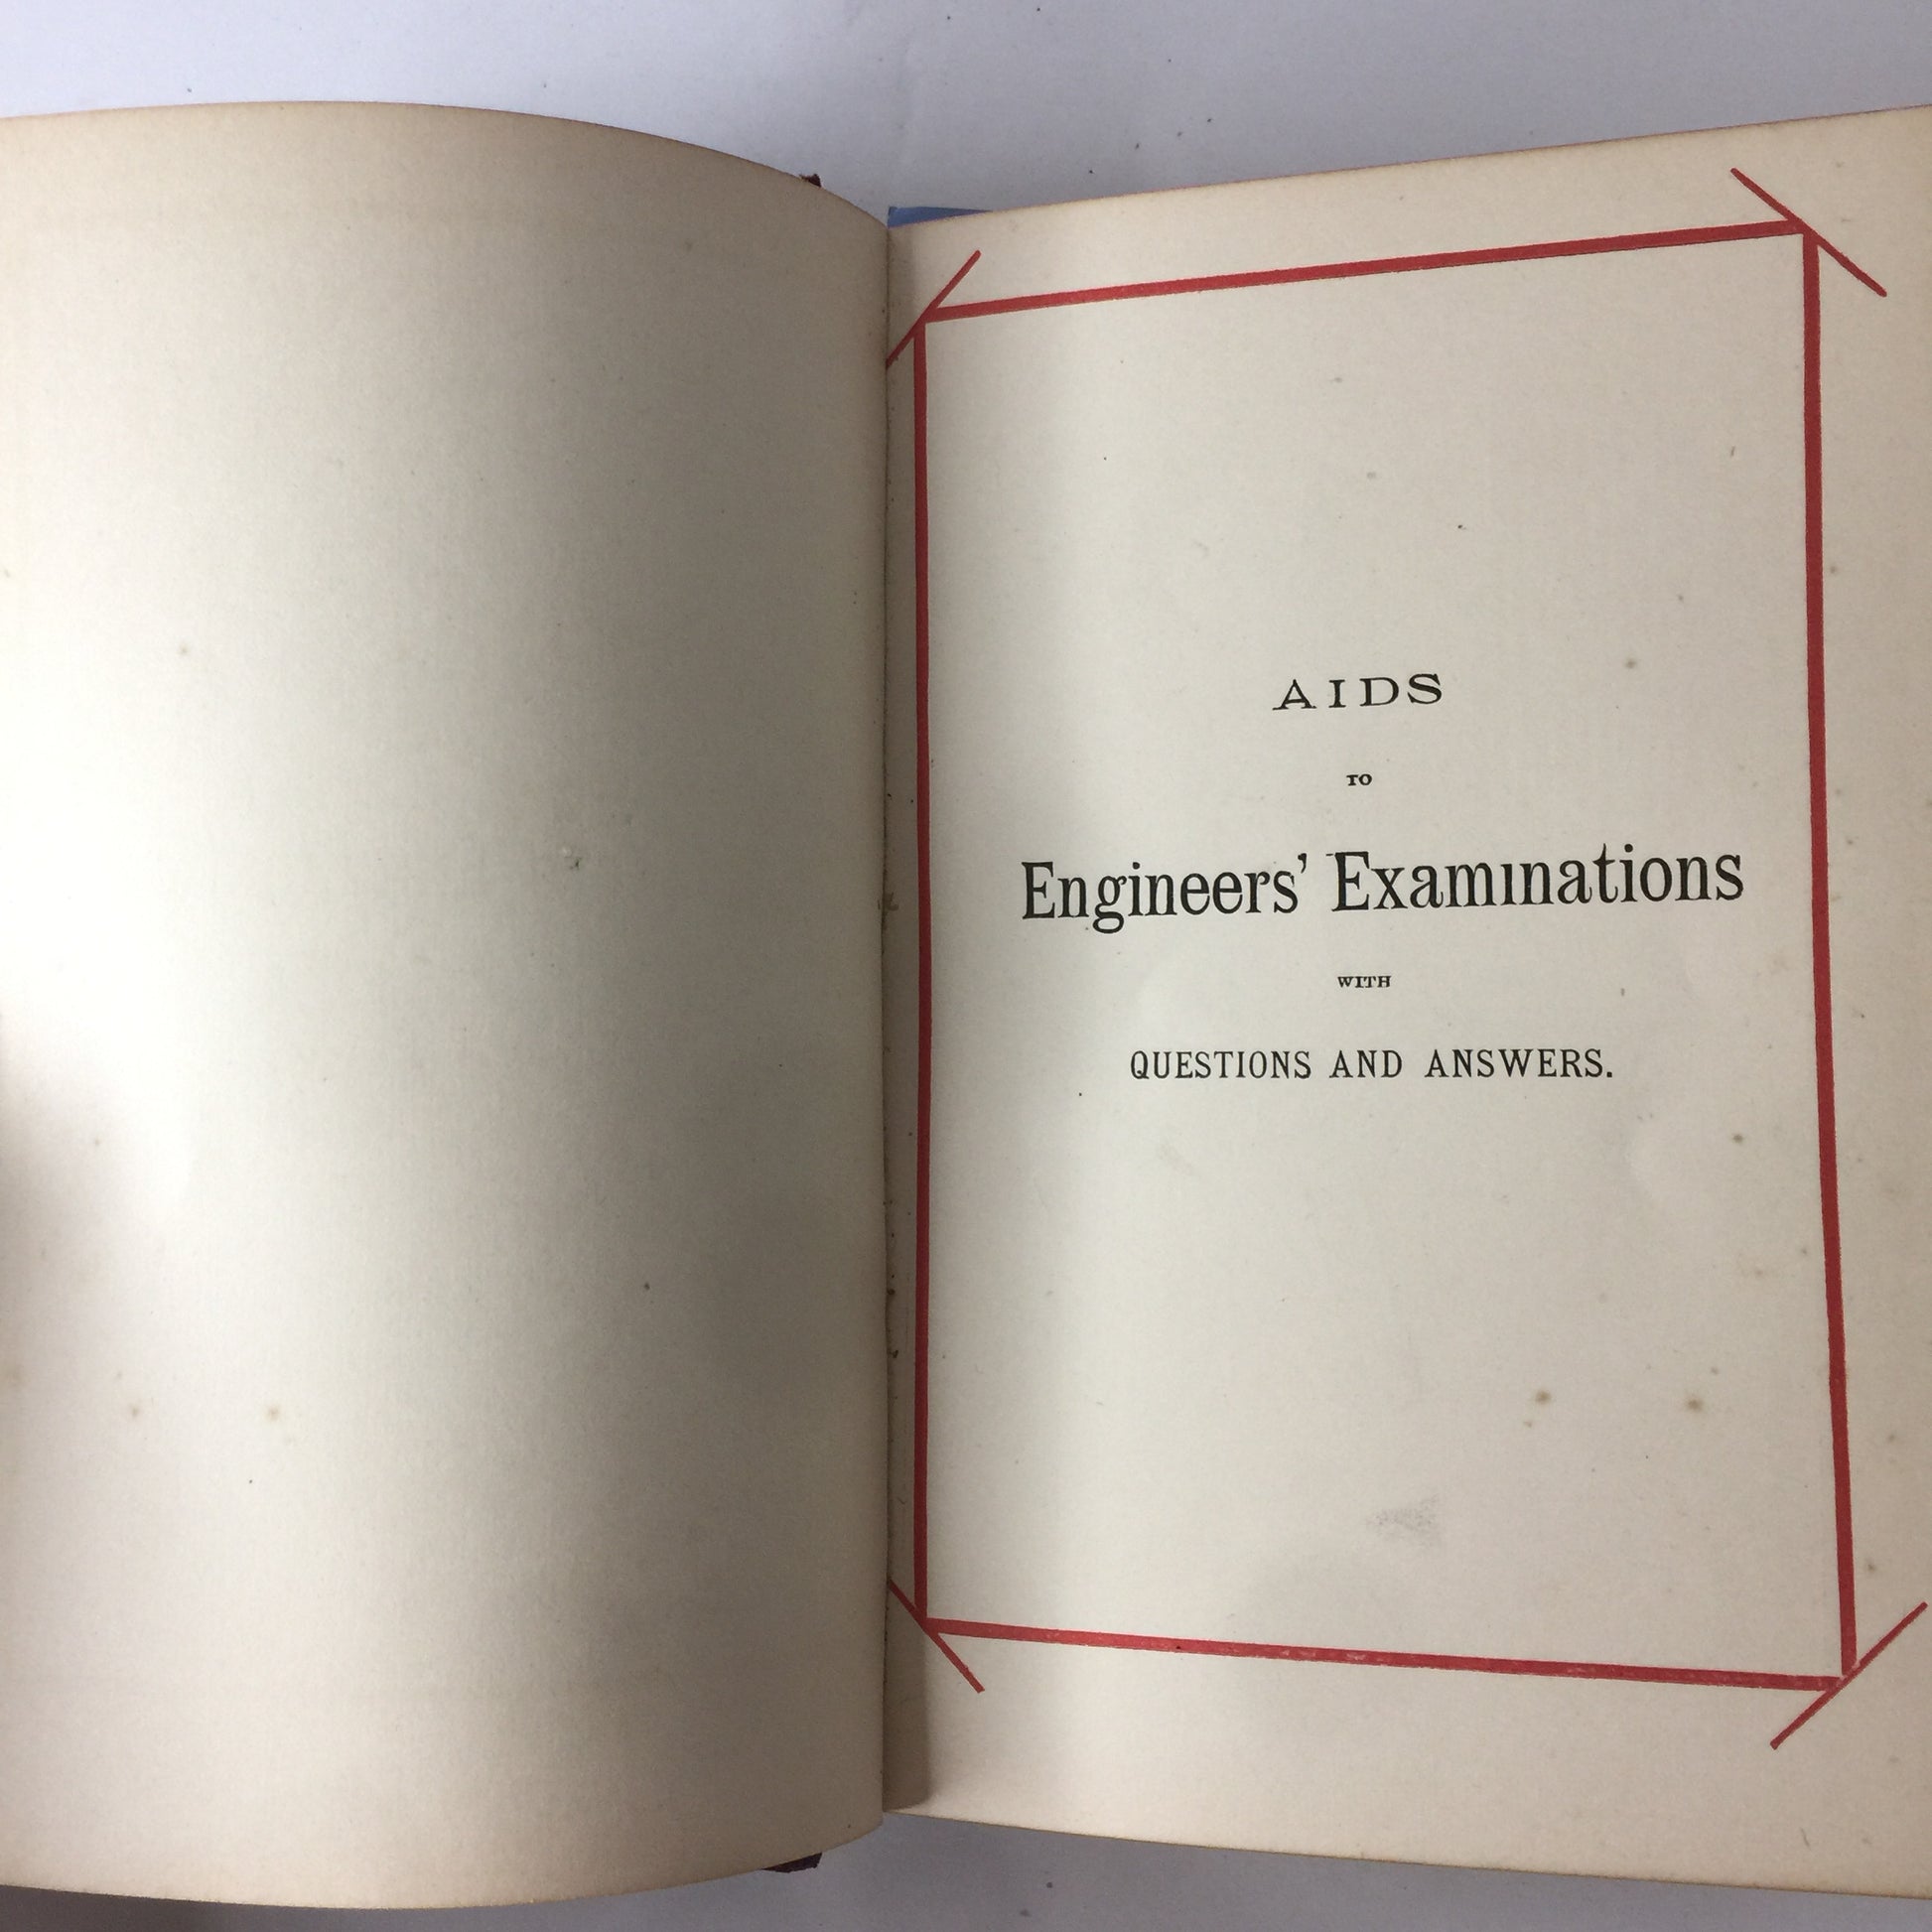 AIDS
TO
Engineers' Examinations
WITH
QUESTIONS AND ANSWERS.